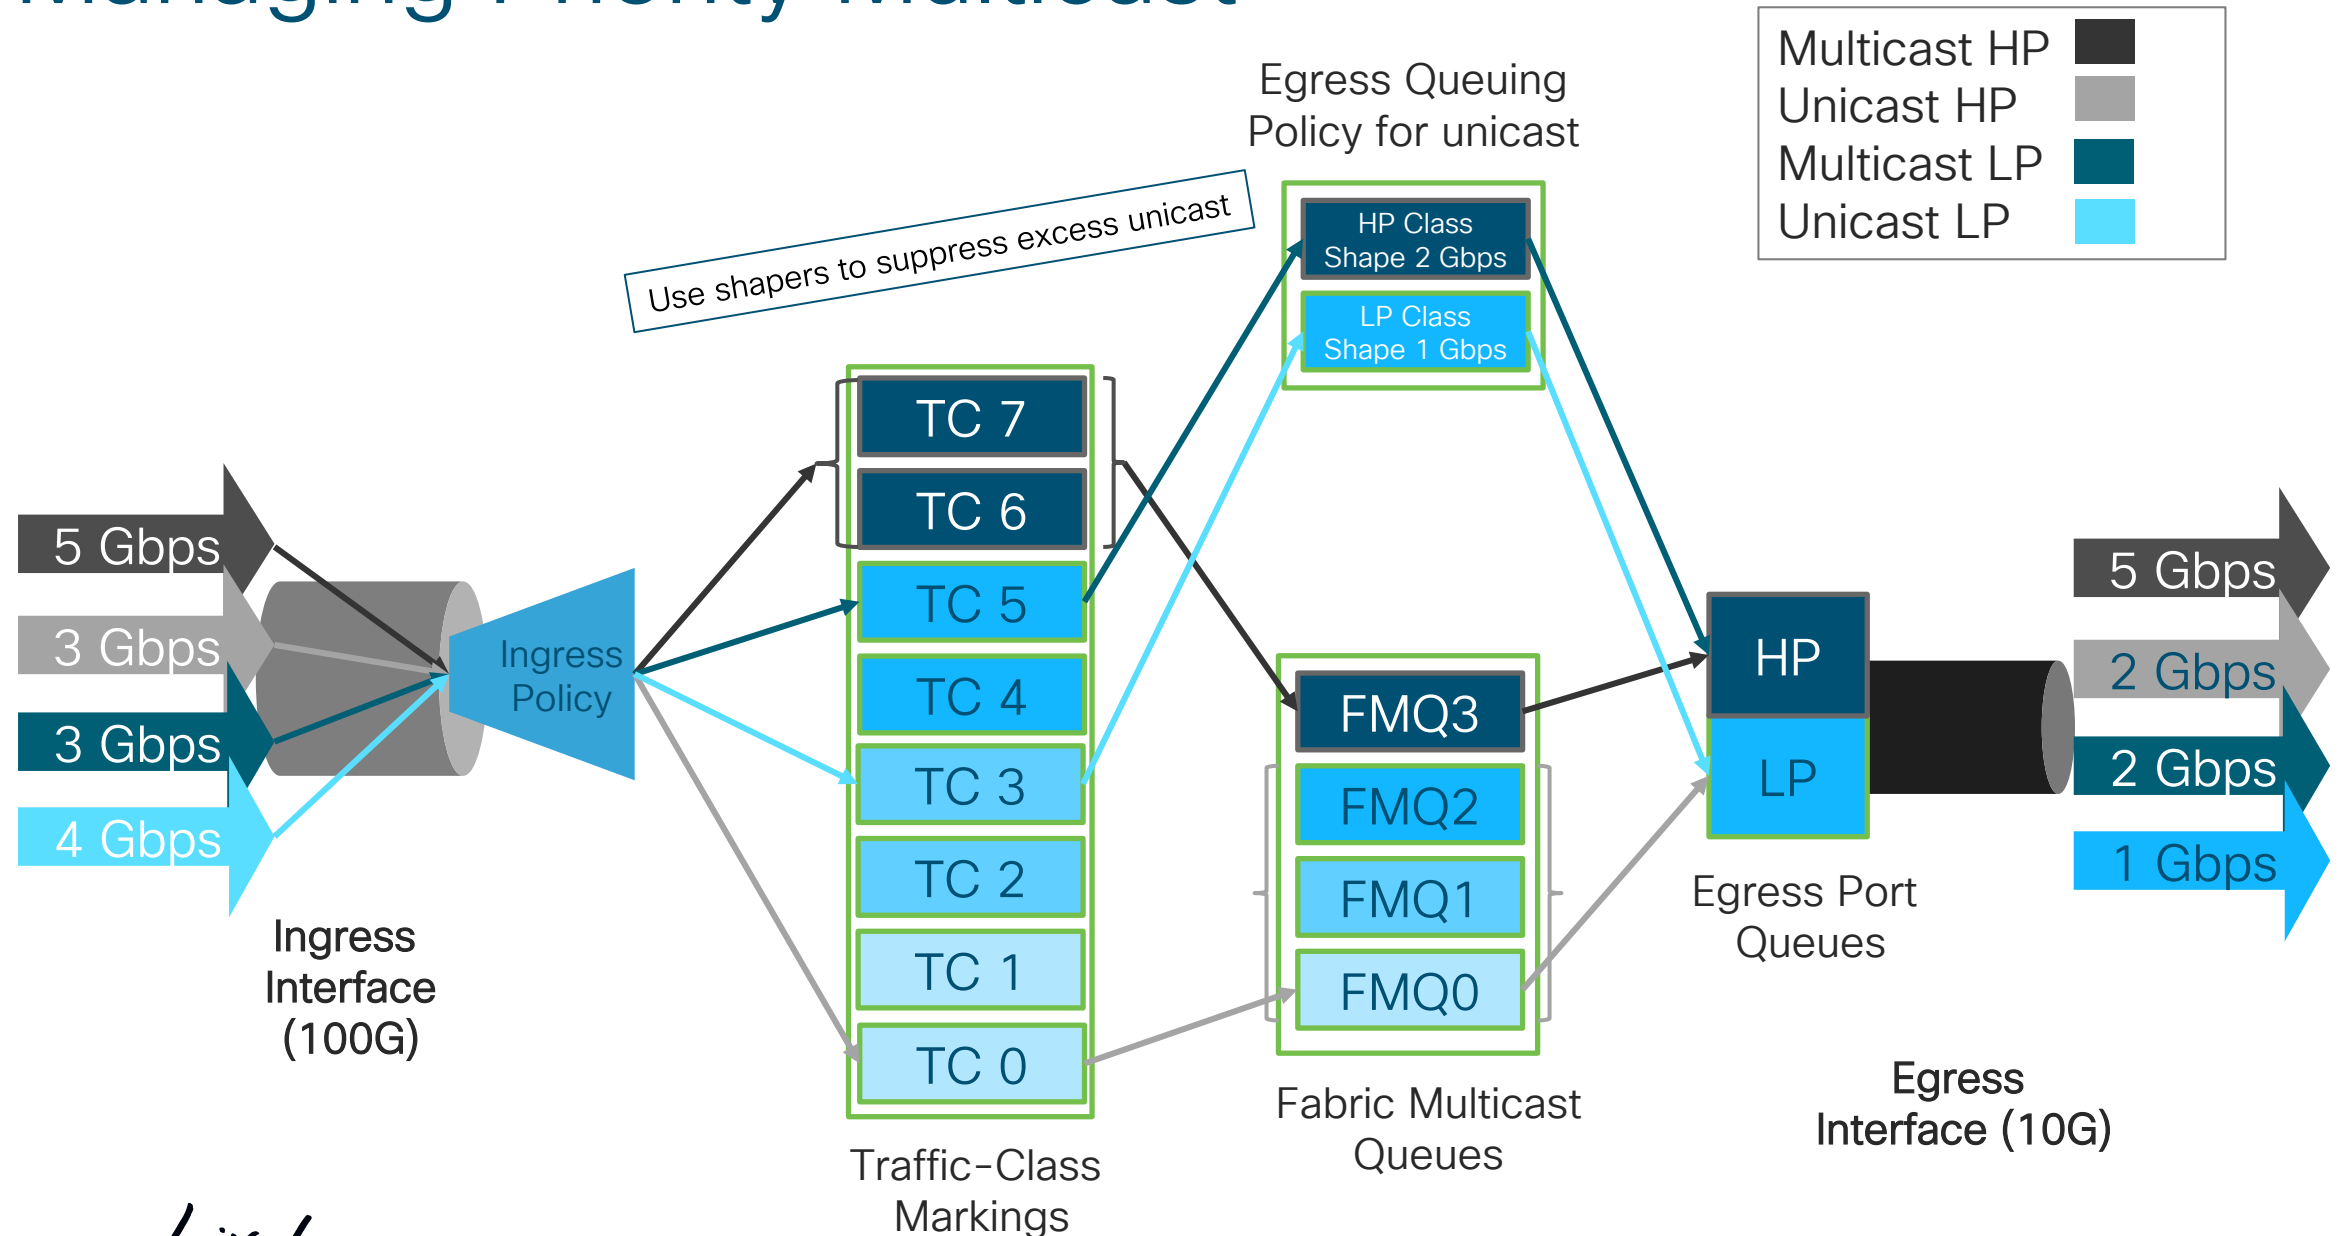 Managing Priority Multicast
Multicast HP
Unicast HP
Multicast LP
Unicast LP
Egress Queuing
Policy for unicast
Use shapers to suppress excess unicast
HP Class
Shape 2 Gbps
LP Class
Shape 1 Gbps
TC 7
TC 6
TC 5
TC 4
TC 3
TC 2
TC 1
TC 0
5 Gbps
3 Gbps
3 Gbps
4 Gbps
Ingress
Policy
Ingress
Interface
(100G)
Traffic-Class
Markings
FMQ3
FMQ2
FMQ1
FMQ0
Fabric Multicast
Queues
HP
LP
Egress Port
Queues
5 Gbps
2 Gbps
2 Gbps
1 Gbps
Egress
Interface (10G)